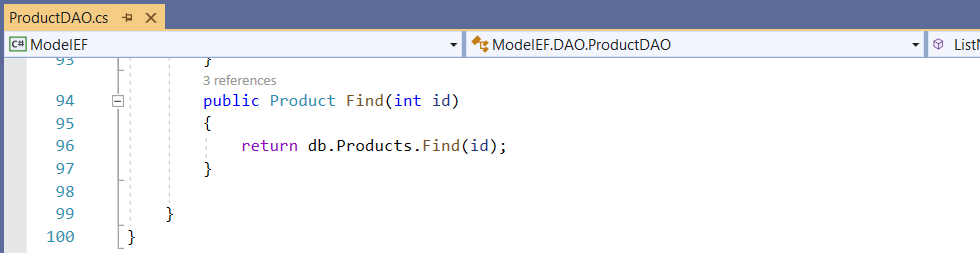 ProductDAO.cs
C# ModelEF
ModelEF.DAO.ProductDAO
ListN
93 }
3 references
94 public Product Find(int id)
95 {
96 return db.Products.Find(id);
97 }
98
99 }
100 }